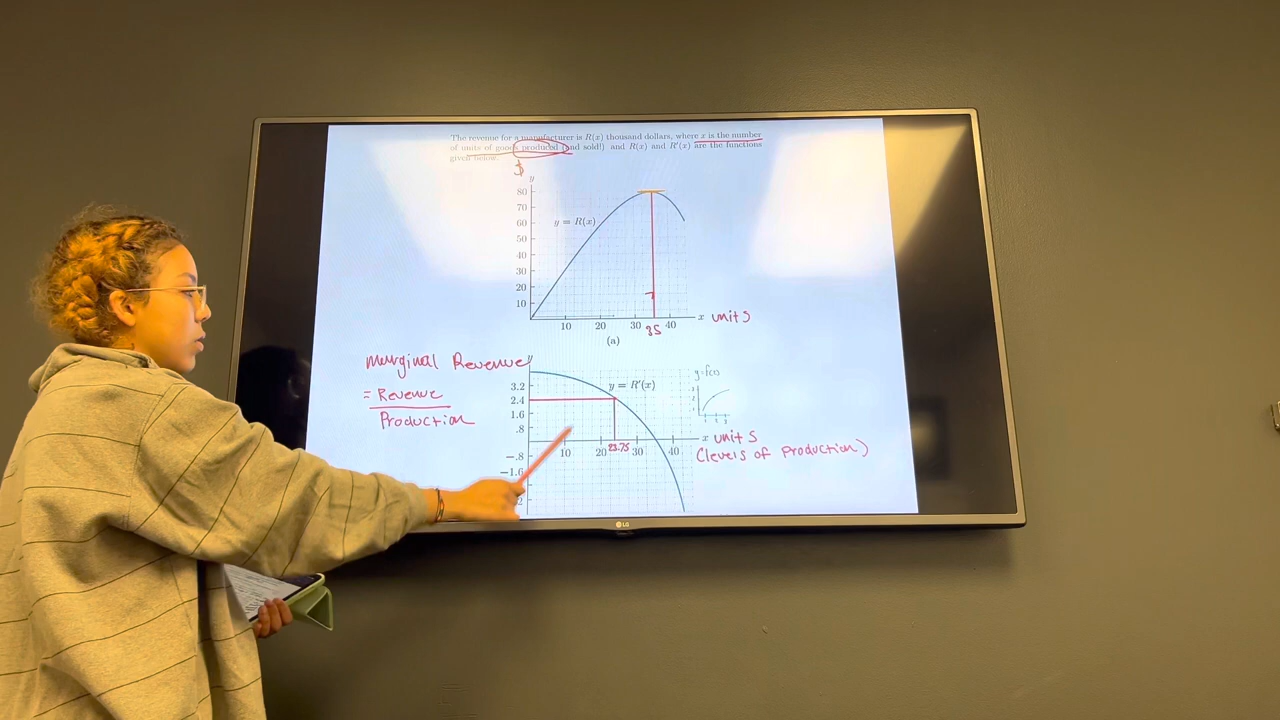 The revenue for a manufacturer is R(x) thousand dollars, where x is the number
of units of goods produced (and sold!) and R(x) and R′(x) are the functions
given below.
$
y
80
70
60
50
40
30
20
10
y = R(x)
10 20 30 40 x units
35
(a)
Marginal Revenue
= Revenue
Production
y
3.2
2.4
1.6
.8
-.8
-1.6
y = R′(x)
10 20 23.75 30 40 x units
(levels of production)
LG